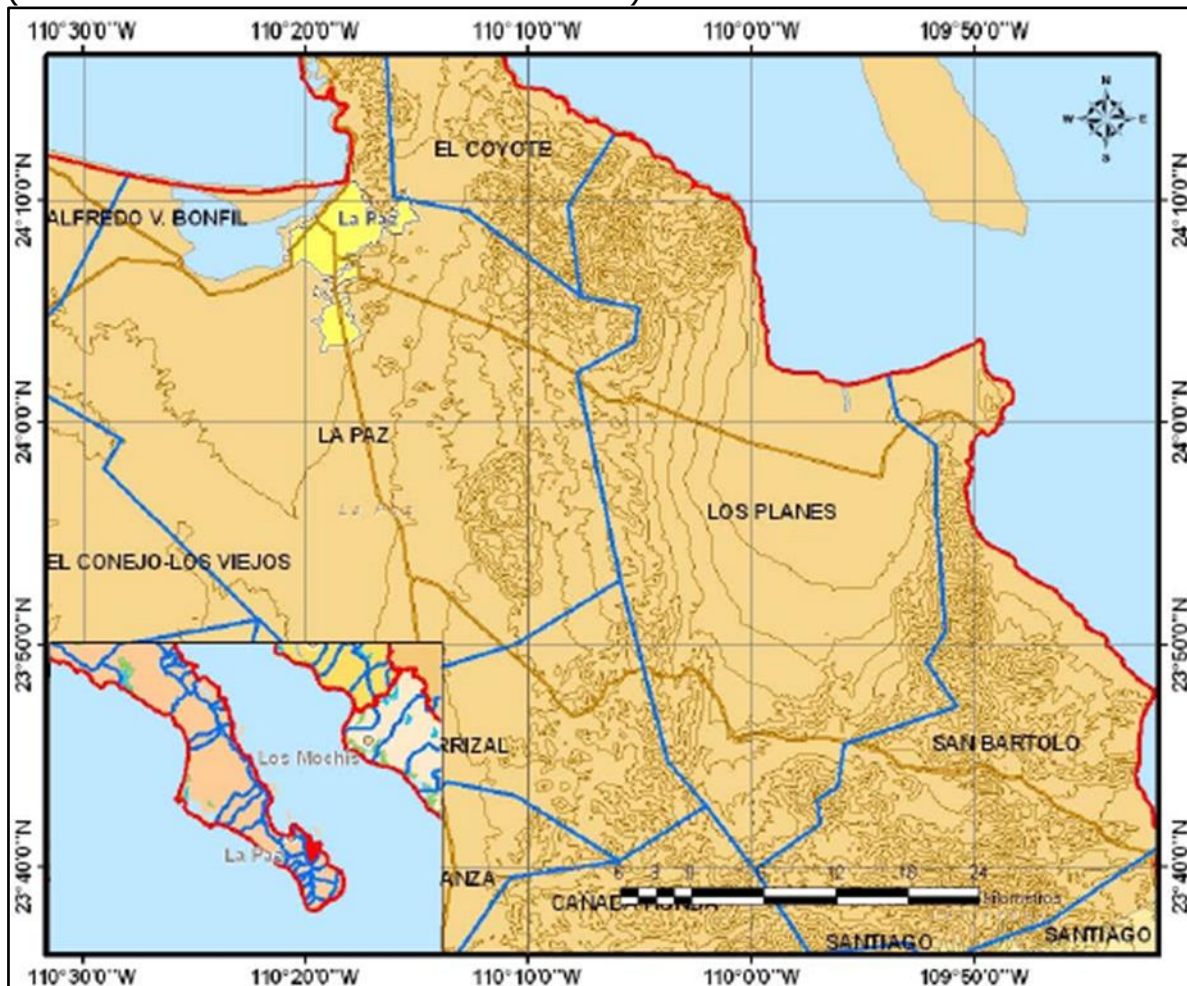 110°30'0"W 110°20'0"W 110°10'0"W 110°0'0"W 109°50'0"W
N
W E
S
EL COYOTE
24°10'0"N 24°10'0"N
ALFREDO V. BONFIL
La Paz
24°0'0"N 24°0'0"N
LA PAZ
La Paz
LOS PLANES
EL CONEJO-LOS VIEJOS
23°50'0"N 23°50'0"N
RRIZAL
SAN BARTOLO
Los Mochis
La Paz
23°40'0"N 23°40'0"N
6 3 0 6 12 18 24
Kilometros
ANZA
CAÑADA HONDA
SANTIAGO
SANTIAGO
110°30'0"W 110°20'0"W 110°10'0"W 110°0'0"W 109°50'0"W